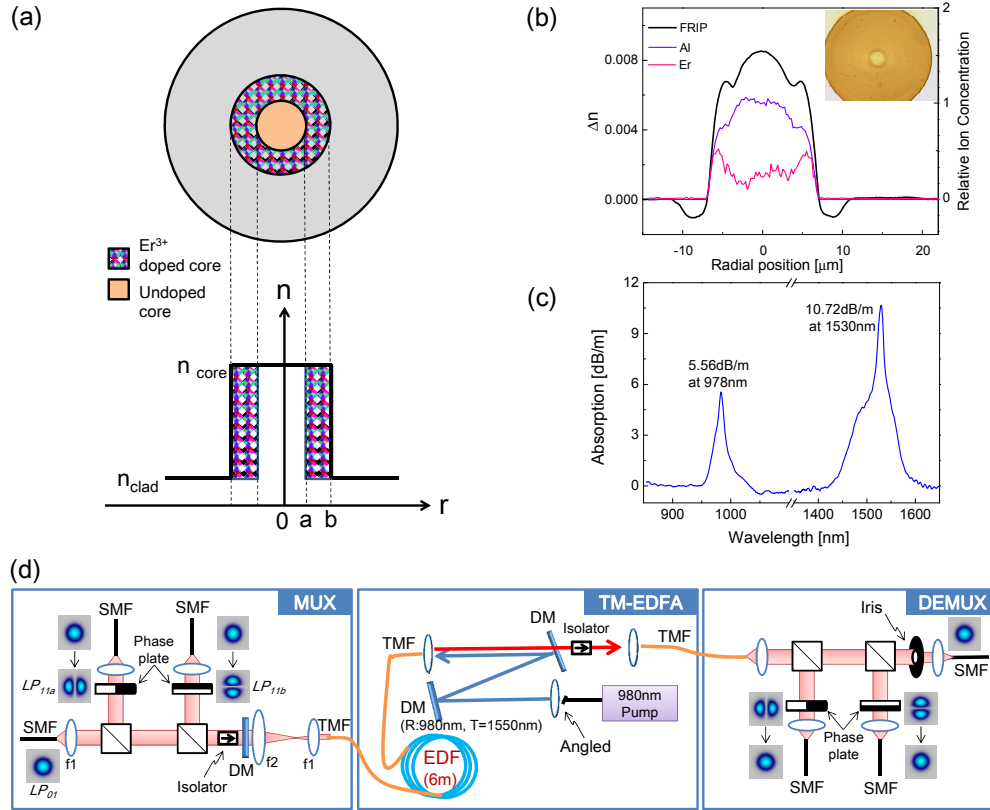 (a)
Er3+
doped core
Undoped
core
n
n core
n clad
0 a b r
(b)
FRIP
Al
Er
0.008
0.004
0.000
Δn
2
1
0
Relative Ion Concentration
-10 0 10 20
Radial position [μm]
(c)
12
9
6
3
0
Absorption [dB/m]
5.56dB/m
at 978nm
10.72dB/m
at 1530nm
900 1000 1400 1500 1600
Wavelength [nm]
(d)
MUX
SMF SMF
Phase
plate
LP11a
LP11b
SMF
f1
LP01
Isolator
DM
f2
f1
TMF
TM-EDFA
TMF
DM
Isolator
TMF
DM
(R:980nm, T=1550nm)
980nm
Pump
Angled
EDF
(6m)
DEMUX
Iris
SMF
Phase
plate
SMF SMF